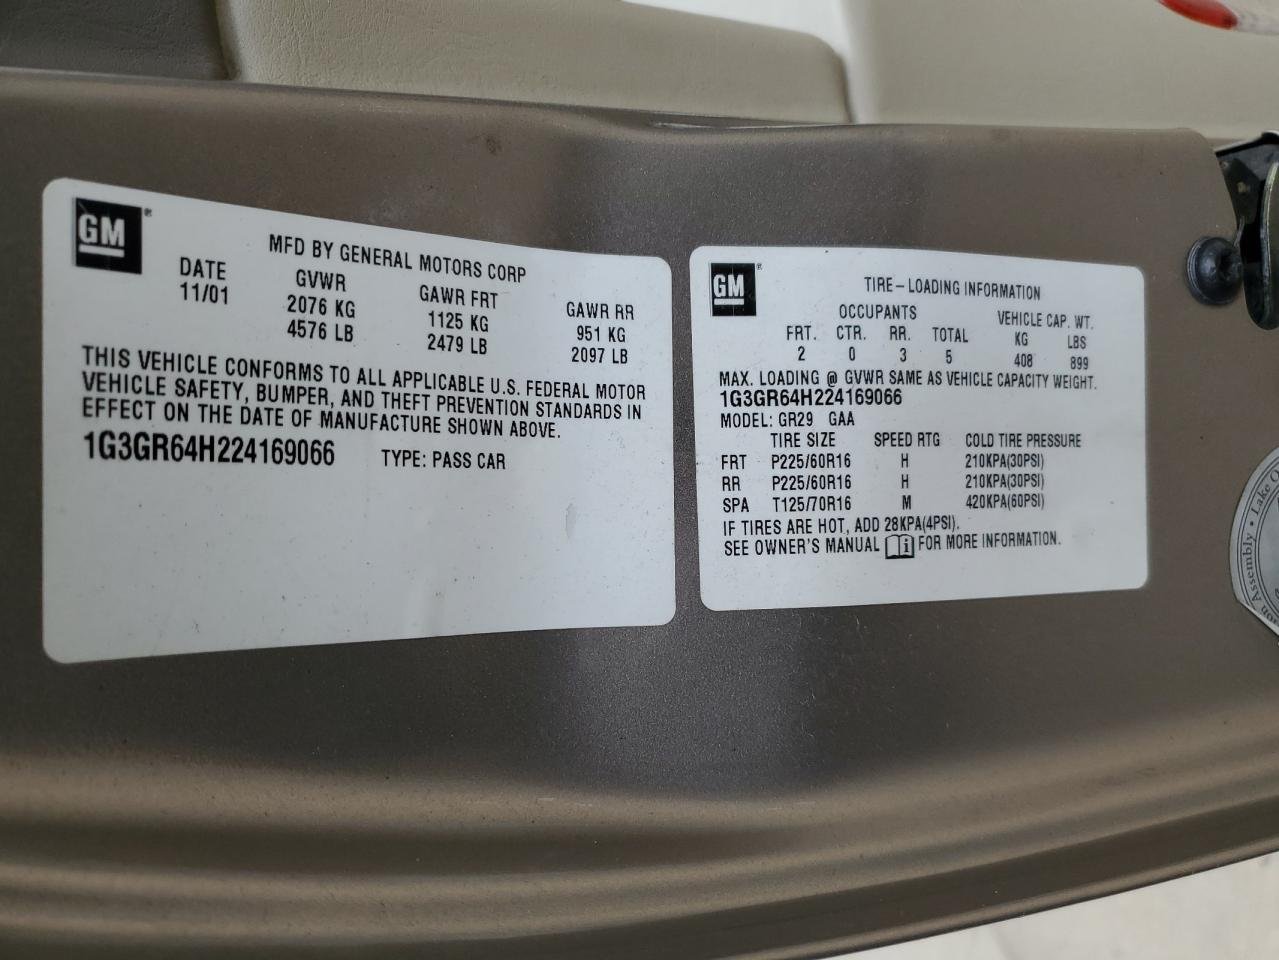 GM®
MFD BY GENERAL MOTORS CORP
DATE GVWR GAWR FRT GAWR RR
11/01 2076 KG 1125 KG 951 KG
4576 LB 2479 LB 2097 LB
THIS VEHICLE CONFORMS TO ALL APPLICABLE U.S. FEDERAL MOTOR
VEHICLE SAFETY, BUMPER, AND THEFT PREVENTION STANDARDS IN
EFFECT ON THE DATE OF MANUFACTURE SHOWN ABOVE.
1G3GR64H224169066 TYPE: PASS CAR
GM®
TIRE-LOADING INFORMATION
OCCUPANTS VEHICLE CAP. WT.
FRT. CTR. RR. TOTAL KG LBS
2 0 3 5 408 899
MAX. LOADING @ GVWR SAME AS VEHICLE CAPACITY WEIGHT.
1G3GR64H224169066
MODEL: GR29 GAA
TIRE SIZE SPEED RTG COLD TIRE PRESSURE
FRT P225/60R16 H 210KPA(30PSI)
RR P225/60R16 H 210KPA(30PSI)
SPA T125/70R16 M 420KPA(60PSI)
IF TIRES ARE HOT, ADD 28KPA(4PSI).
SEE OWNER'S MANUAL i FOR MORE INFORMATION.
Assembly • Lake